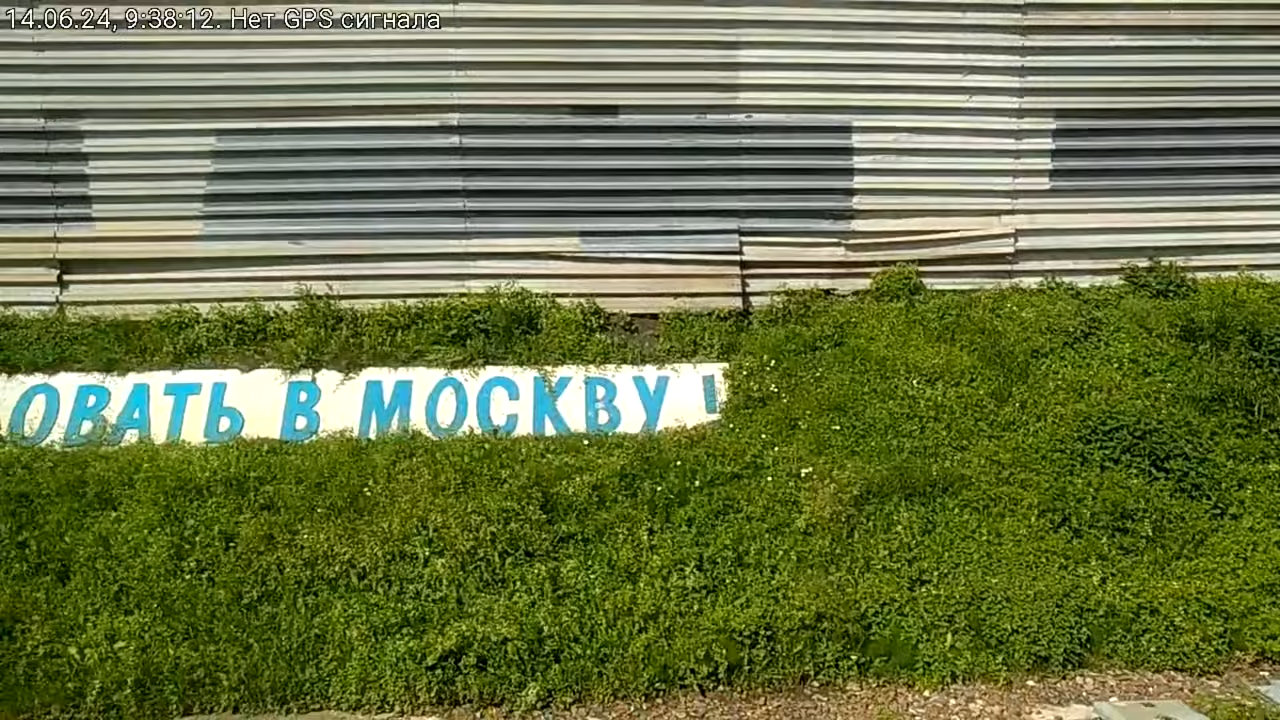 14.06.24, 9:38:12. Нет GPS сигнала
ОВАТЬ В МОСКВУ !